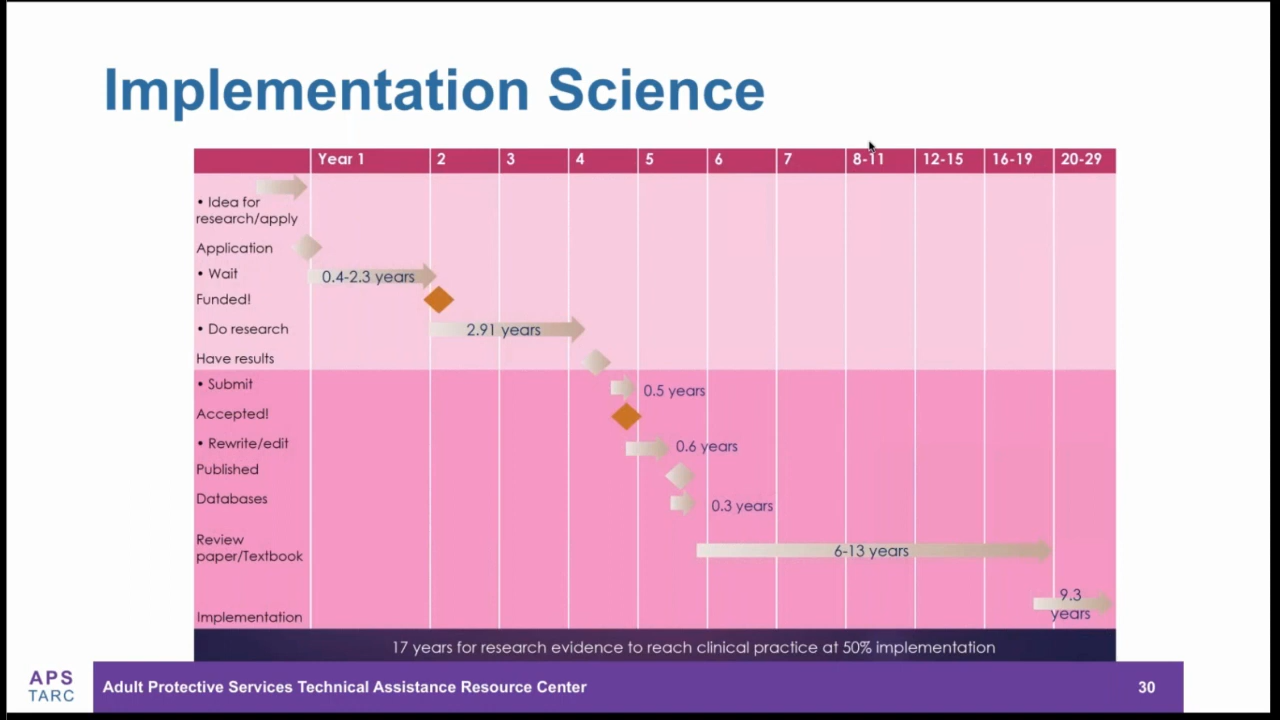 Implementation Science
Year 1 2 3 4 5 6 7 8-11 12-15 16-19 20-29
• Idea for
research/apply
Application
• Wait 0.4-2.3 years
Funded!
• Do research 2.91 years
Have results
• Submit 0.5 years
Accepted!
• Rewrite/edit 0.6 years
Published
Databases 0.3 years
Review
paper/Textbook 6-13 years
9.3
years
Implementation
17 years for research evidence to reach clinical practice at 50% implementation
APS
TARC
Adult Protective Services Technical Assistance Resource Center 30